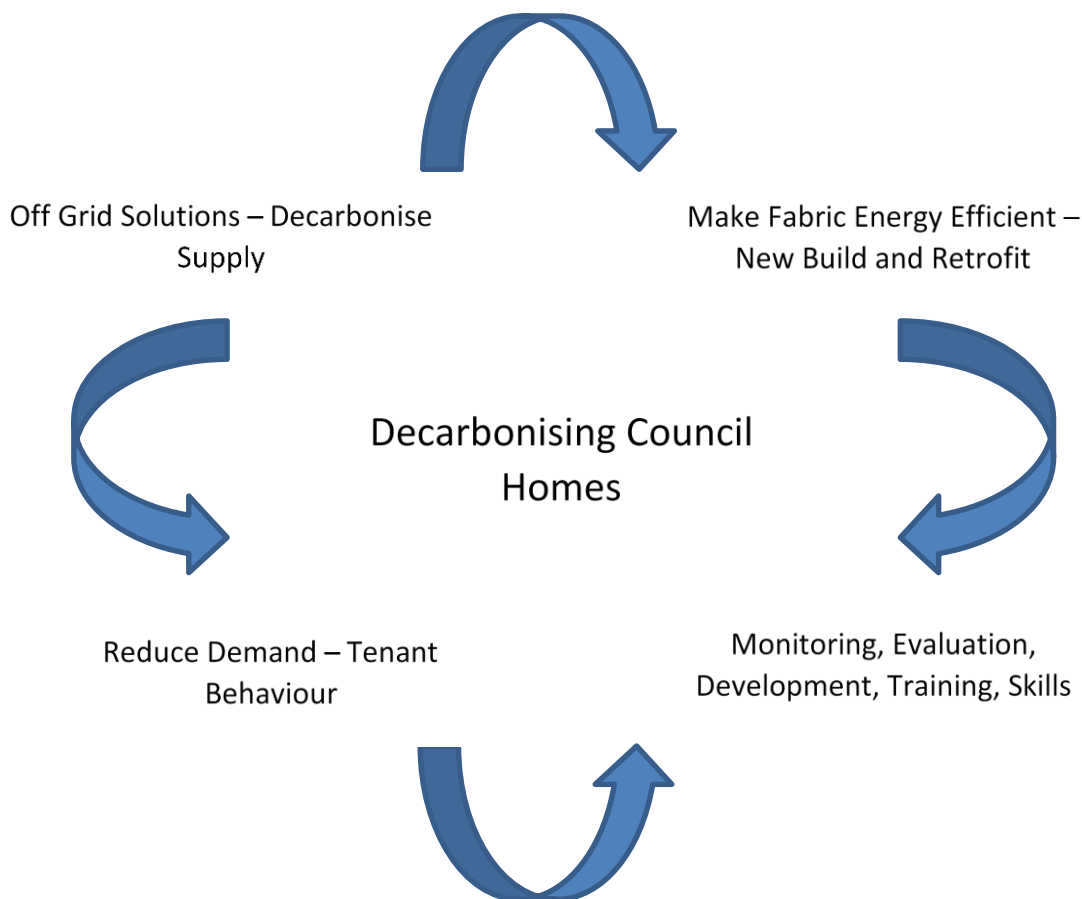 Off Grid Solutions – Decarbonise
Supply
Make Fabric Energy Efficient –
New Build and Retrofit
Decarbonising Council
Homes
Reduce Demand – Tenant
Behaviour
Monitoring, Evaluation,
Development, Training, Skills